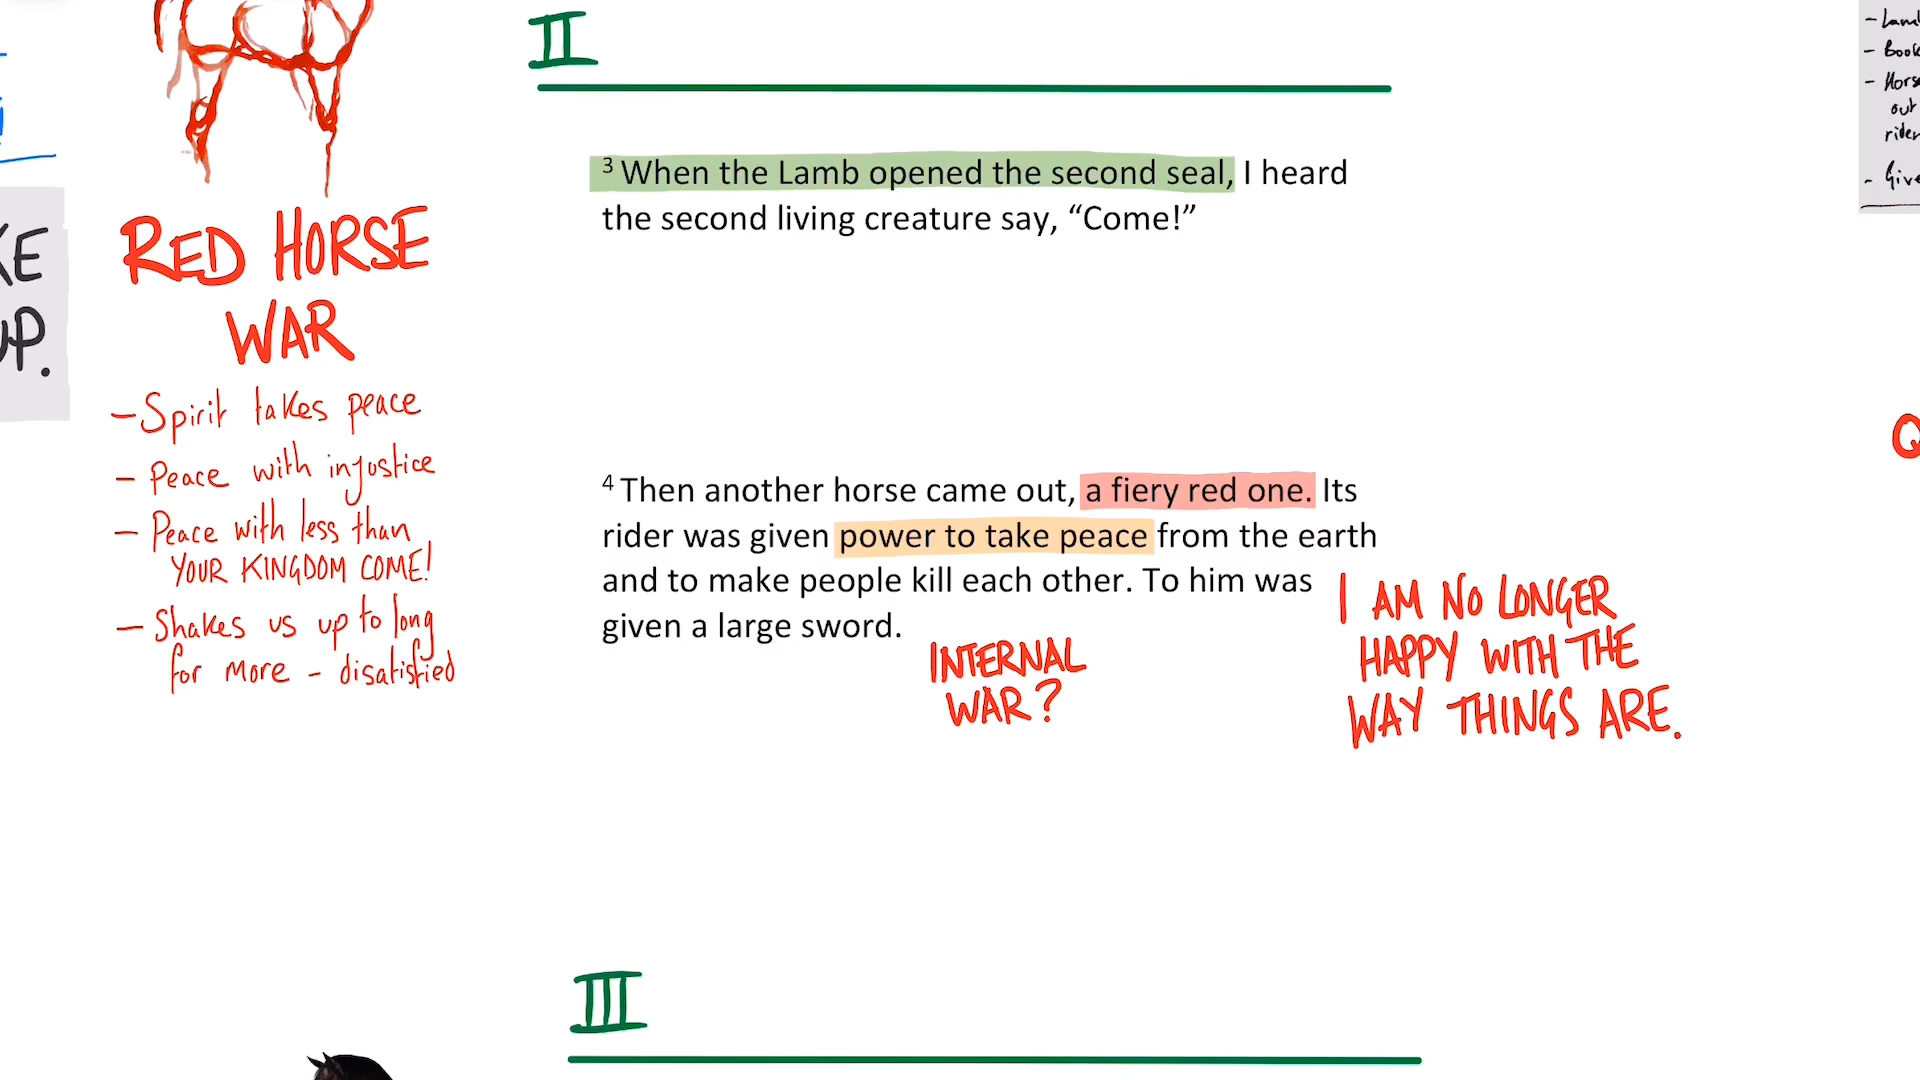 II
3 When the Lamb opened the second seal, I heard
the second living creature say, “Come!”
RED HORSE
WAR
- Spirit takes peace
- Peace with injustice
- Peace with less than
YOUR KINGDOM COME!
- Shakes us up to long
for more - disatisfied
UP.
4 Then another horse came out, a fiery red one. Its
rider was given power to take peace from the earth
and to make people kill each other. To him was
given a large sword.
INTERNAL
WAR?
I AM NO LONGER
HAPPY WITH THE
WAY THINGS ARE.
- 
- 
- 
out
rider
- Give
III